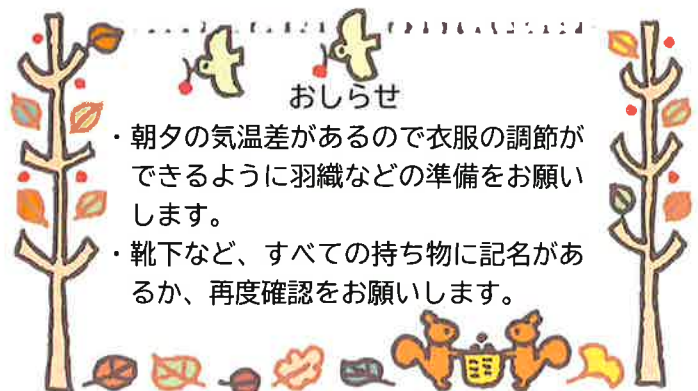 おしらせ
・朝夕の気温差があるので衣服の調節が
できるように羽織などの準備をお願い
します。
・靴下など、すべての持ち物に記名があ
るか、再度確認をお願いします。